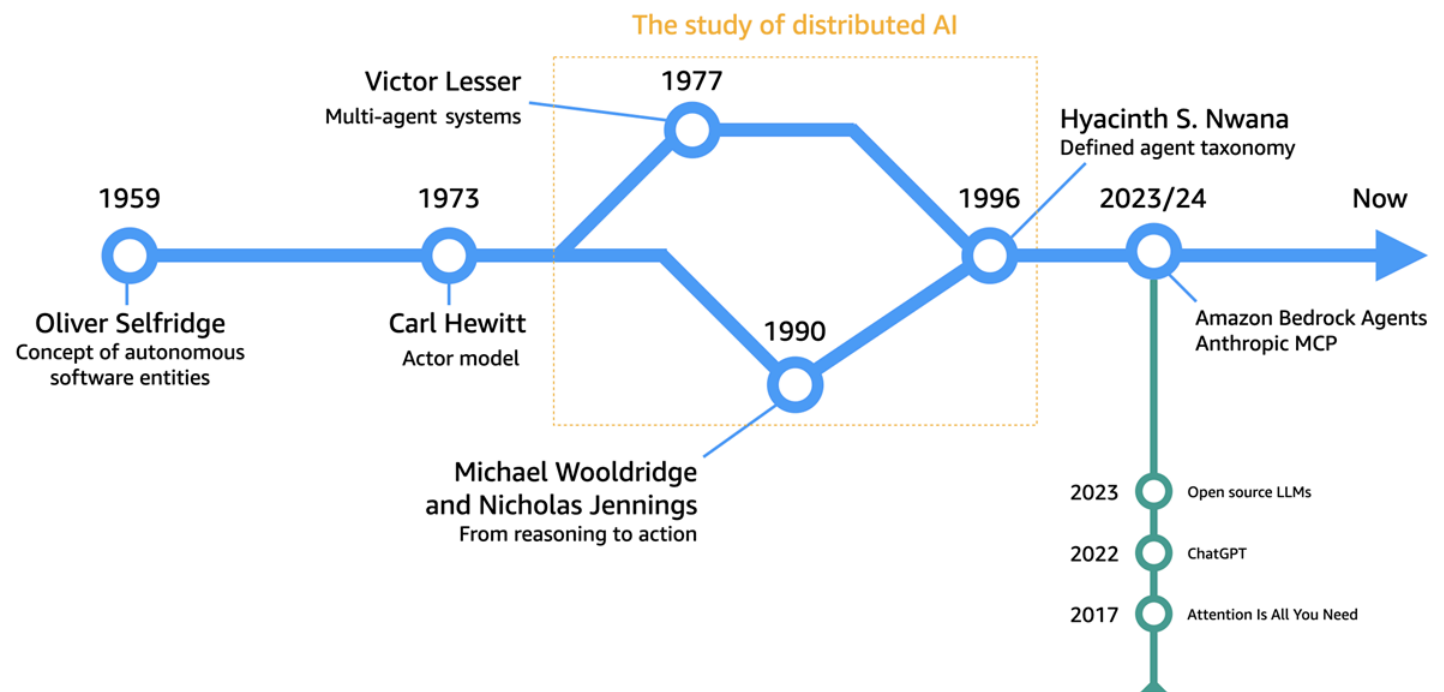 The study of distributed AI
Victor Lesser
Multi-agent systems
1977
Hyacinth S. Nwana
Defined agent taxonomy
1959
1973
1996
2023/24
Now
Oliver Selfridge
Concept of autonomous
software entities
Carl Hewitt
Actor model
1990
Amazon Bedrock Agents
Anthropic MCP
Michael Wooldridge
and Nicholas Jennings
From reasoning to action
2023 Open source LLMs
2022 ChatGPT
2017 Attention Is All You Need